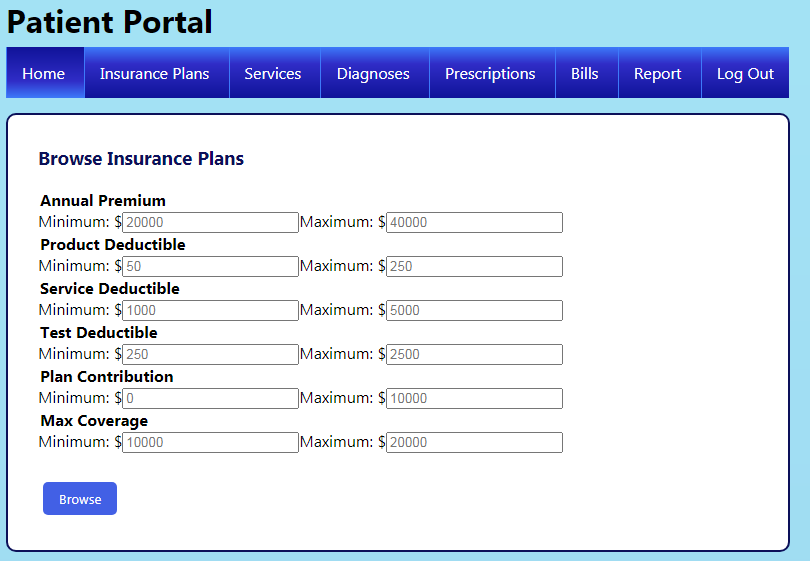 Patient Portal
Home Insurance Plans Services Diagnoses Prescriptions Bills Report Log Out
Browse Insurance Plans
Annual Premium
Minimum: $20000 Maximum: $40000
Product Deductible
Minimum: $50 Maximum: $250
Service Deductible
Minimum: $1000 Maximum: $5000
Test Deductible
Minimum: $250 Maximum: $2500
Plan Contribution
Minimum: $0 Maximum: $10000
Max Coverage
Minimum: $10000 Maximum: $20000
Browse